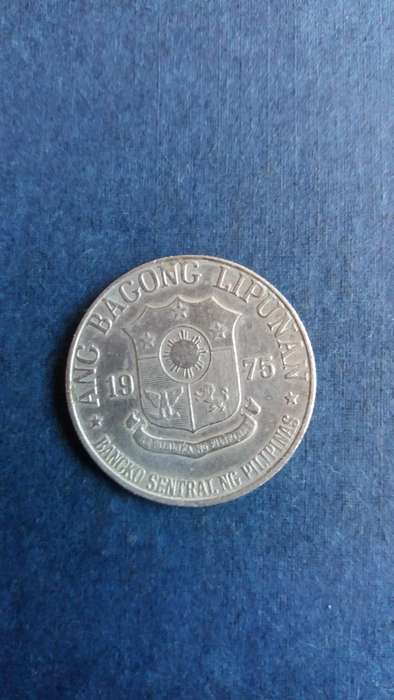 ANG BAGONG LIPUNAN
19 75
BANGKO SENTRAL NG PILIPINAS